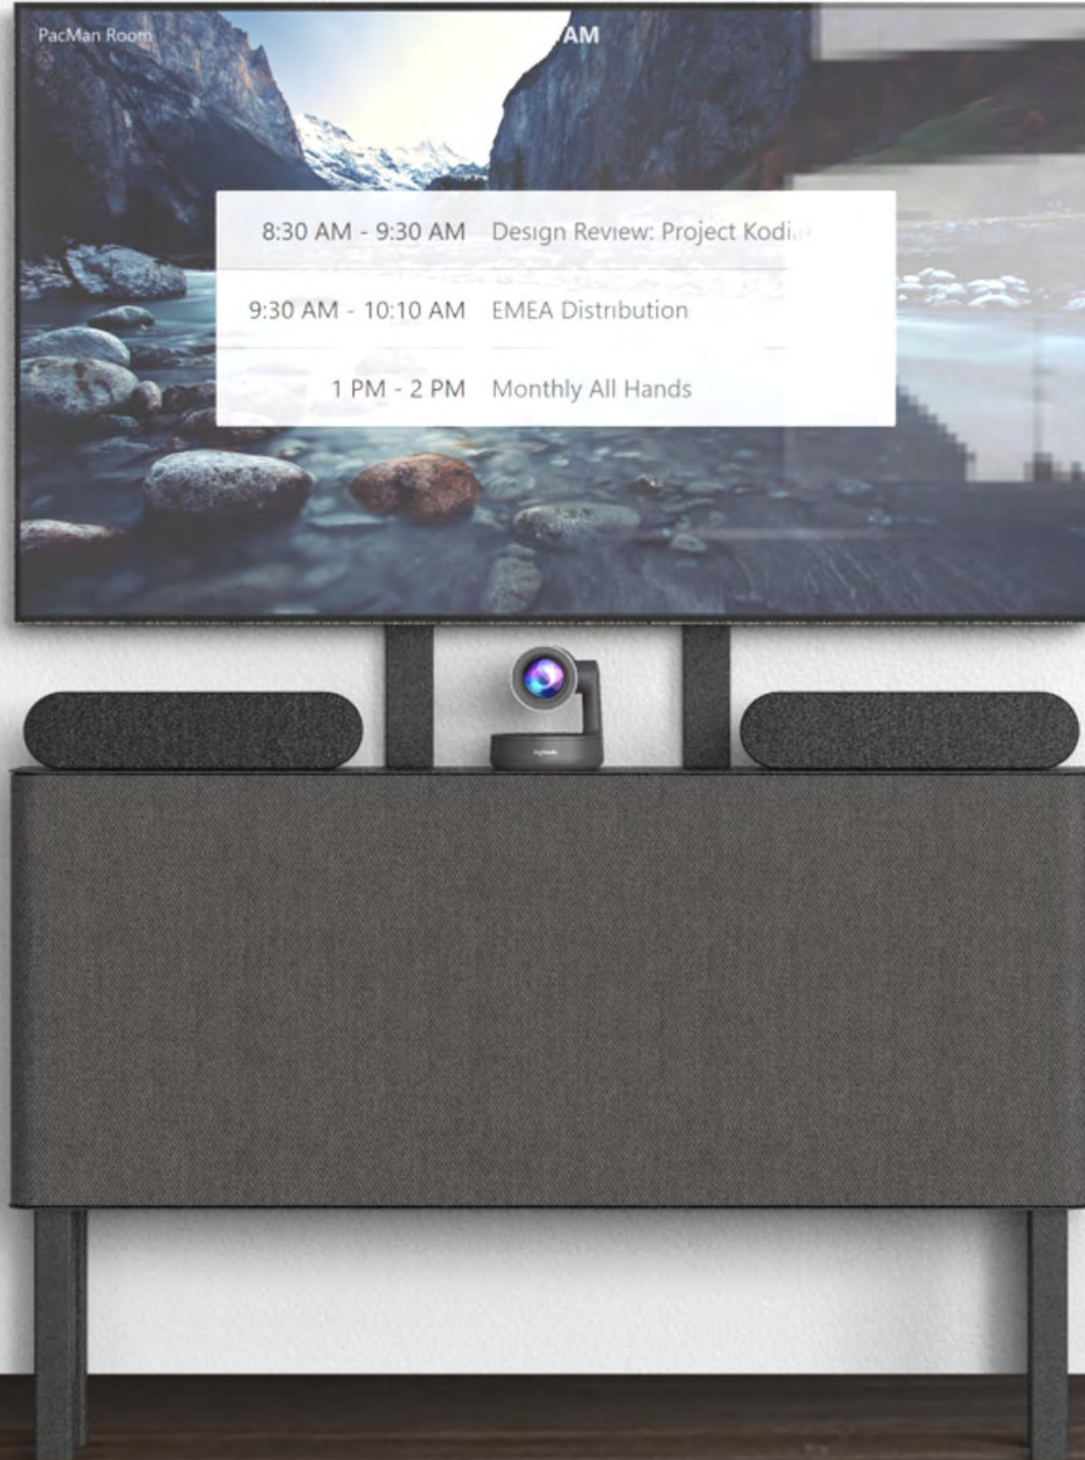 PacMan Room
AM
8:30 AM - 9:30 AM Design Review: Project
9:30 AM - 10:10 AM EMEA Distribution
1 PM - 2 PM Monthly All Hands